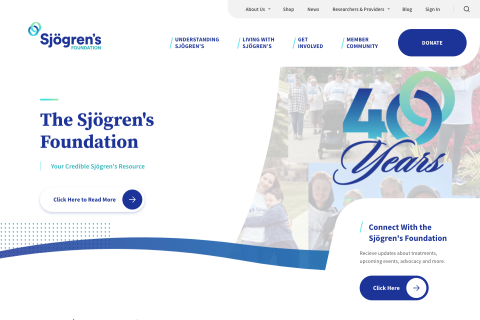 About Us
Shop
News
Researchers & Providers
Blog
Sign In
Sjögren's
FOUNDATION
UNDERSTANDING
SJÖGREN'S
LIVING WITH
SJÖGREN'S
GET
INVOLVED
MEMBER
COMMUNITY
DONATE
The Sjögren's
Foundation
Your Credible Sjögren's Resource
Click Here to Read More
40
Years
Connect With the
Sjögren's Foundation
Recieve updates about treatments,
upcoming events, advocacy and more.
Click Here